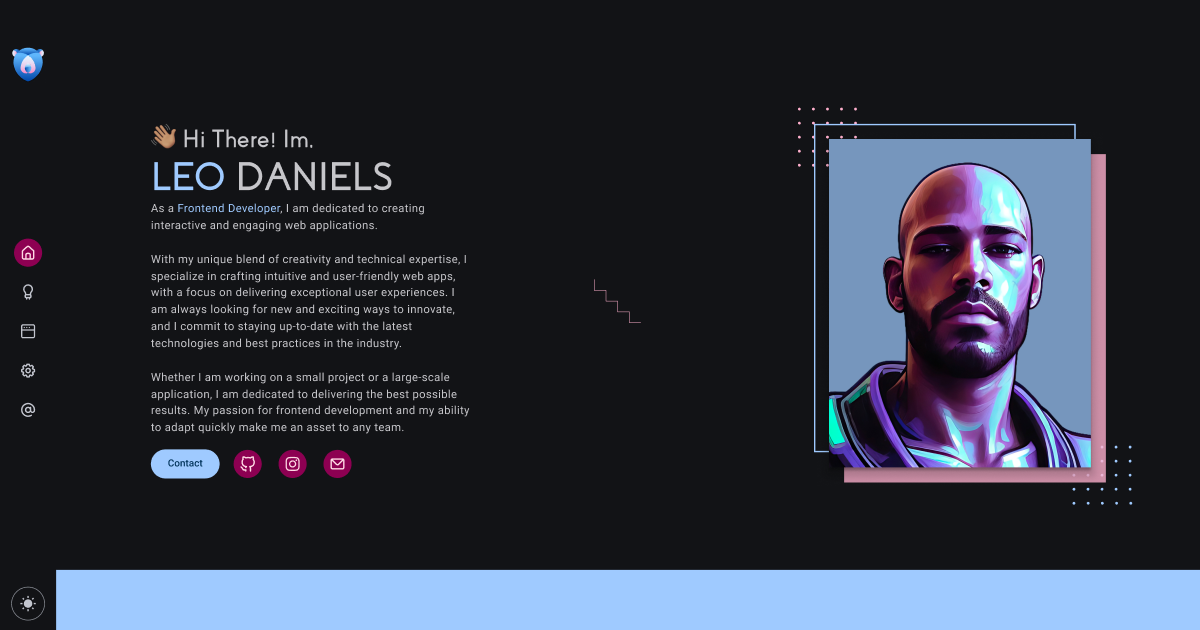 Hi There! Im,
LEO DANIELS
As a Frontend Developer, I am dedicated to creating
interactive and engaging web applications.
With my unique blend of creativity and technical expertise, I
specialize in crafting intuitive and user-friendly web apps,
with a focus on delivering exceptional user experiences. I
am always looking for new and exciting ways to innovate,
and I commit to staying up-to-date with the latest
technologies and best practices in the industry.
Whether I am working on a small project or a large-scale
application, I am dedicated to delivering the best possible
results. My passion for frontend development and my ability
to adapt quickly make me an asset to any team.
Contact